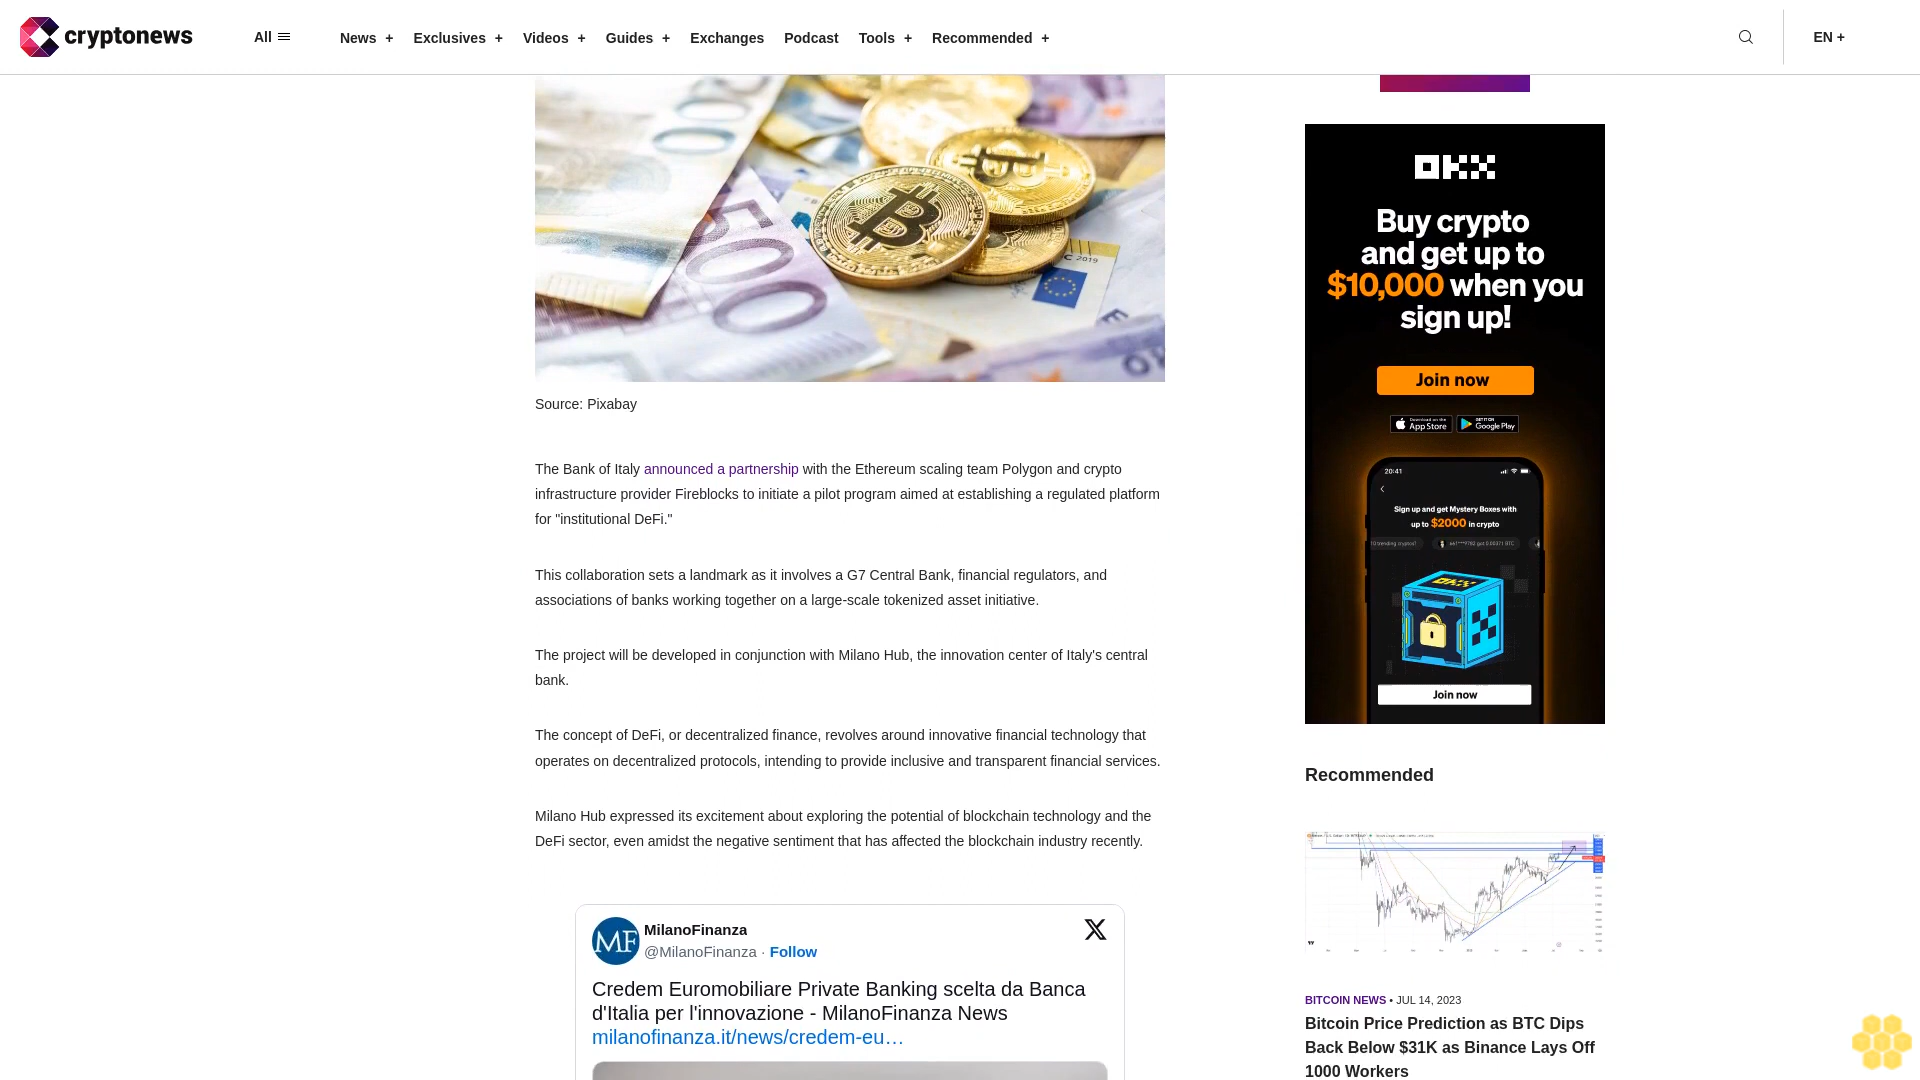 cryptonews
All
News +
Exclusives +
Videos +
Guides +
Exchanges
Podcast
Tools +
Recommended +
EN +
Source: Pixabay
The Bank of Italy announced a partnership with the Ethereum scaling team Polygon and crypto
infrastructure provider Fireblocks to initiate a pilot program aimed at establishing a regulated platform
for "institutional DeFi."
This collaboration sets a landmark as it involves a G7 Central Bank, financial regulators, and
associations of banks working together on a large-scale tokenized asset initiative.
The project will be developed in conjunction with Milano Hub, the innovation center of Italy's central
bank.
The concept of DeFi, or decentralized finance, revolves around innovative financial technology that
operates on decentralized protocols, intending to provide inclusive and transparent financial services.
Milano Hub expressed its excitement about exploring the potential of blockchain technology and the
DeFi sector, even amidst the negative sentiment that has affected the blockchain industry recently.
MF
MilanoFinanza
@MilanoFinanza · Follow
Credem Euromobiliare Private Banking scelta da Banca
d'Italia per l'innovazione - MilanoFinanza News
milanofinanza.it/news/credem-eu…
OKX
Buy crypto
and get up to
$10,000 when you
sign up!
Join now
Download on the
App Store
GET IT ON
Google Play
20:41
Sign up and get Mystery Boxes with
up to $2000 in crypto
Join now
Recommended
BITCOIN NEWS • JUL 14, 2023
Bitcoin Price Prediction as BTC Dips
Back Below $31K as Binance Lays Off
1000 Workers